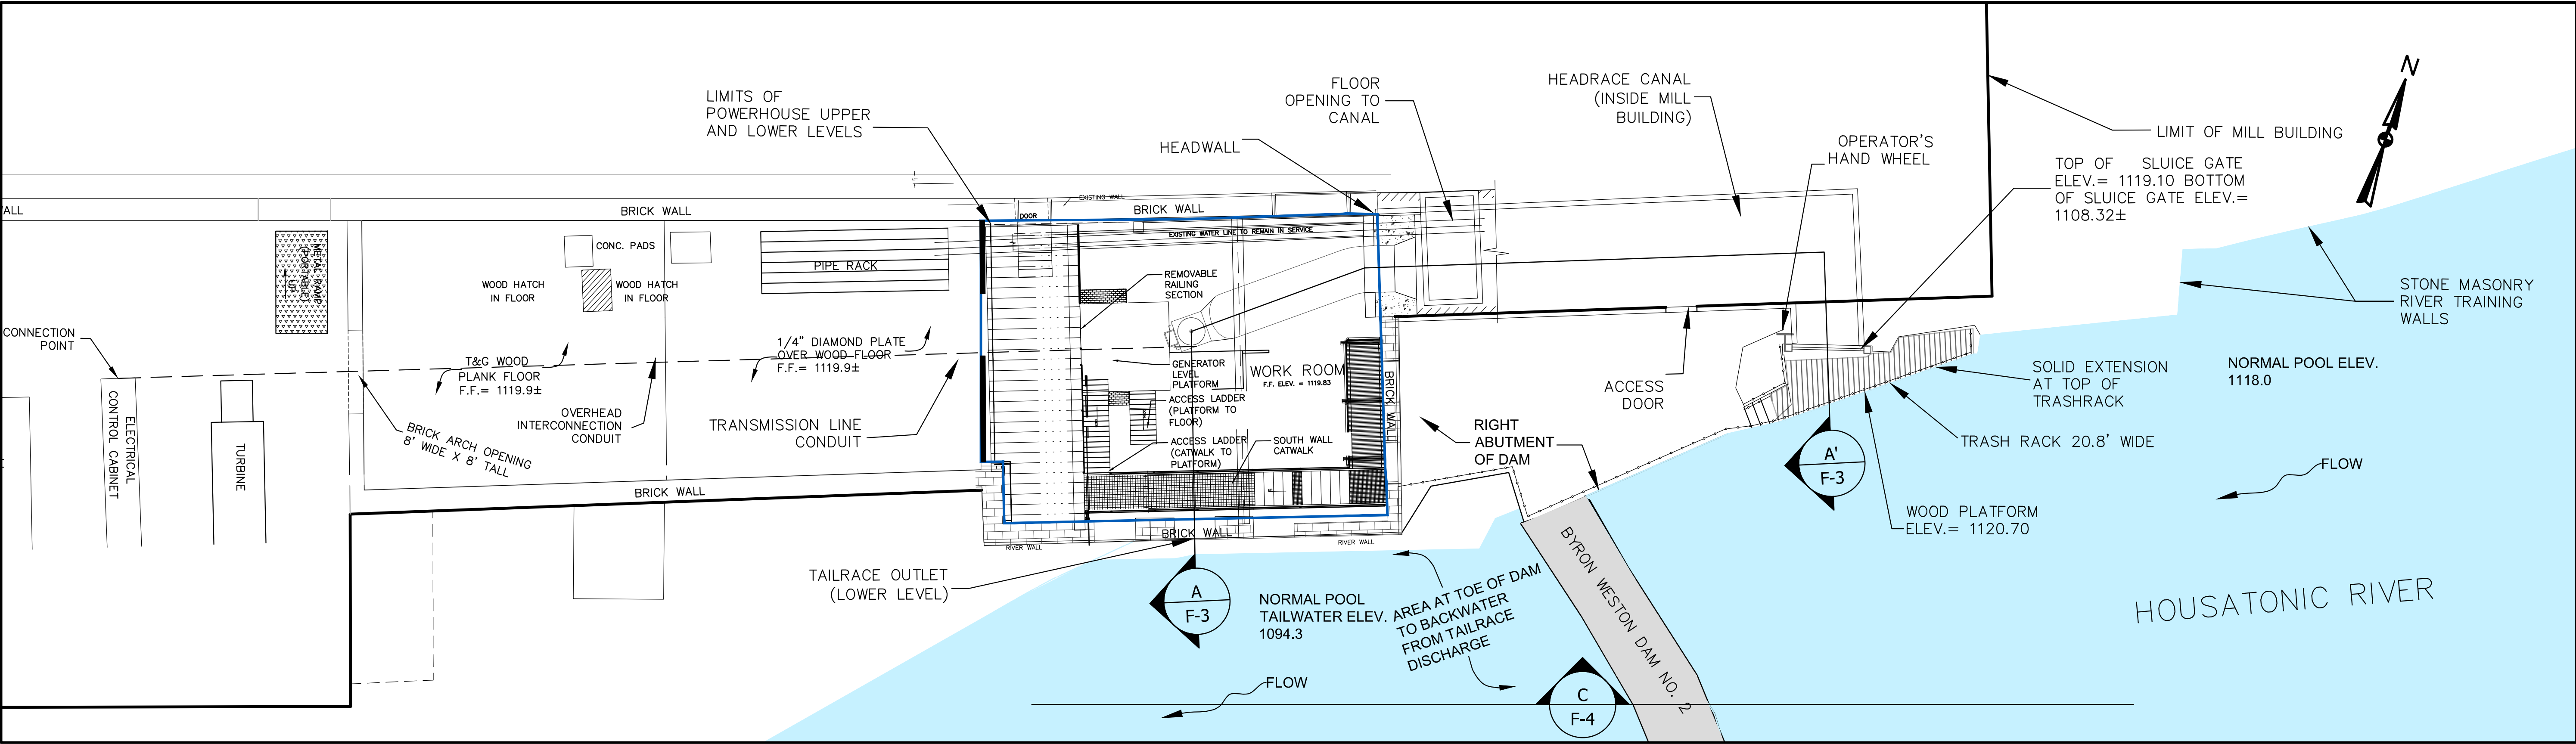 LIMITS OF
POWERHOUSE UPPER
AND LOWER LEVELS
HEADWALL
FLOOR
OPENING TO
CANAL
HEADRACE CANAL
(INSIDE MILL
BUILDING)
OPERATOR'S
HAND WHEEL
LIMIT OF MILL BUILDING
TOP OF SLUICE GATE
ELEV.= 1119.10 BOTTOM
OF SLUICE GATE ELEV.=
1108.32±
N
STONE MASONRY
RIVER TRAINING
WALLS
NORMAL POOL ELEV.
1118.0
SOLID EXTENSION
AT TOP OF
TRASHRACK
TRASH RACK 20.8' WIDE
FLOW
WOOD PLATFORM
ELEV.= 1120.70
HOUSATONIC RIVER
A'
F-3
ACCESS
DOOR
RIGHT
ABUTMENT
OF DAM
BYRON WESTON DAM NO. 2
C
F-4
AREA AT TOE OF DAM
TO BACKWATER
FROM TAILRACE
DISCHARGE
NORMAL POOL
TAILWATER ELEV.
1094.3
FLOW
A
F-3
TAILRACE OUTLET
(LOWER LEVEL)
RIVER WALL
BRICK WALL
RIVER WALL
BRICK WALL
EXISTING WALL
DOOR
BRICK WALL
EXISTING WATER LINE TO REMAIN IN SERVICE
REMOVABLE
RAILING
SECTION
GENERATOR
LEVEL
PLATFORM
WORK ROOM
F.F. ELEV. = 1119.83
ACCESS LADDER
(PLATFORM TO
FLOOR)
ACCESS LADDER
(CATWALK TO
PLATFORM)
SOUTH WALL
CATWALK
BRICK WALL
CONC. PADS
WOOD HATCH
IN FLOOR
WOOD HATCH
IN FLOOR
PIPE RACK
1/4" DIAMOND PLATE
OVER WOOD FLOOR
F.F.= 1119.9±
T&G WOOD
PLANK FLOOR
F.F.= 1119.9±
OVERHEAD
INTERCONNECTION
CONDUIT
TRANSMISSION LINE
CONDUIT
BRICK ARCH OPENING
8' WIDE X 8' TALL
BRICK WALL
METAL RAMP
(PORTABLE)
UP
ALL
CONNECTION
POINT
ELECTRICAL
CONTROL CABINET
TURBINE